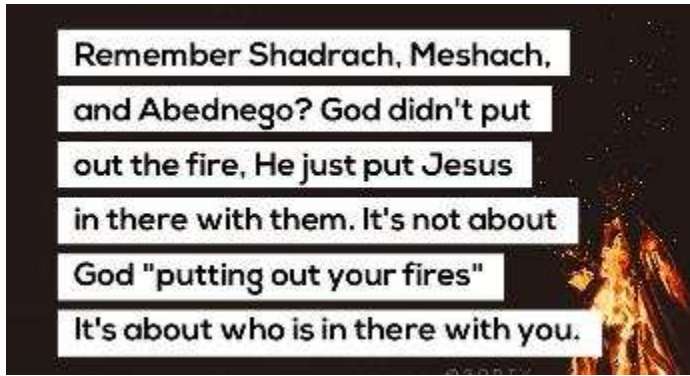 Remember Shadrach, Meshach,
and Abednego? God didn't put
out the fire, He just put Jesus
in there with them. It's not about
God "putting out your fires"
It's about who is in there with you.